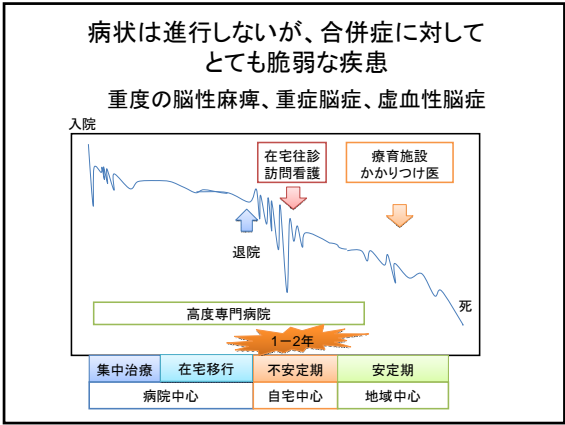 病状は進行しないが、合併症に対して
とても脆弱な疾患
重度の脳性麻痺、重症脳症、虚血性脳症
入院
在宅往診
訪問看護
療育施設
かかりつけ医
退院
死
高度専門病院
1－2年
集中治療
在宅移行
不安定期
安定期
病院中心
自宅中心
地域中心